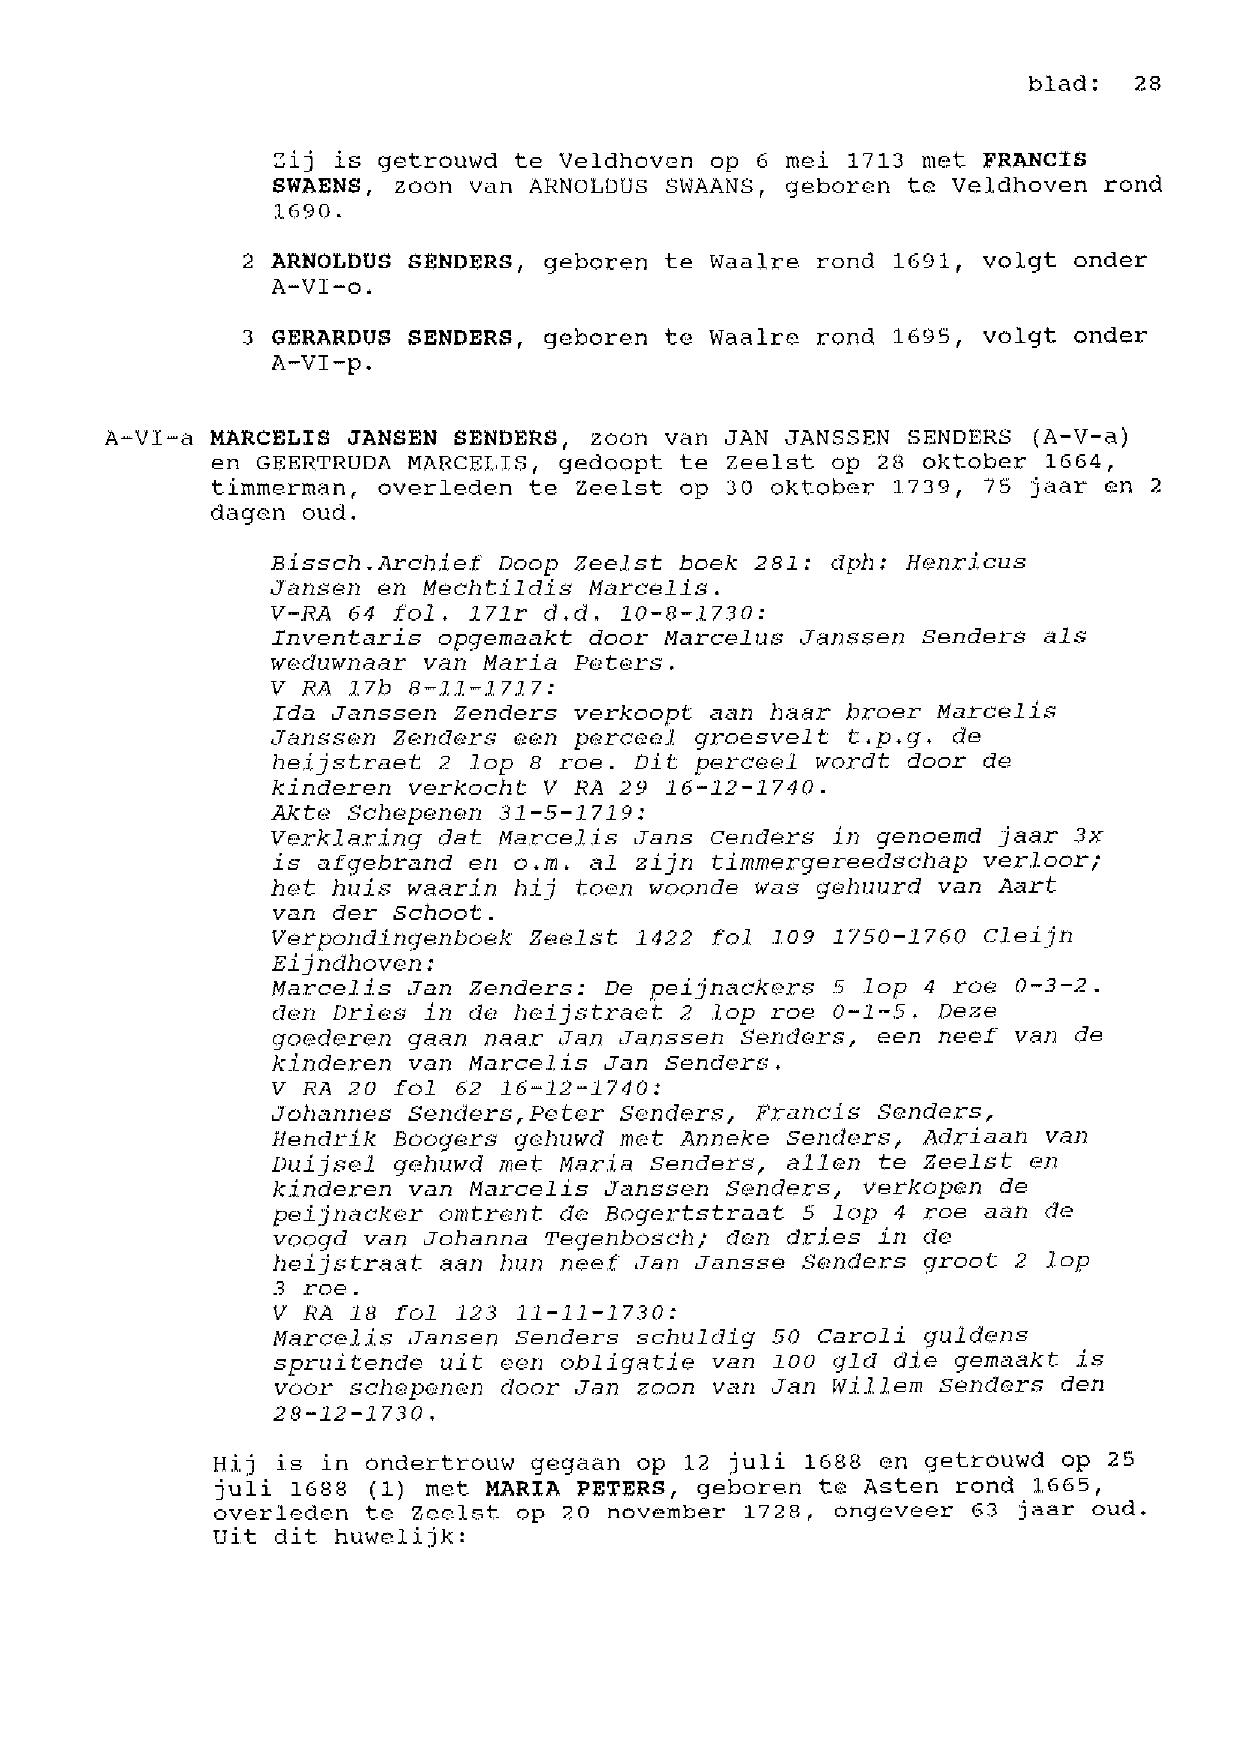 blad: 28
Zij is getrouwd te Veldhoven op 6 mei 1713 met FRANCIS
SWAENS, zoon van ARNOLDUS SWAANS, geboren te Veldhoven rond
1690.
2 ARNOLDUS SENDERS, geboren te Waalre rond 1691, volgt onder
A-VI-o.
3 GERARDUS SENDERS, geboren te Waalre rond 1695, volgt onder
A-VI-p.
A-VI-a MARCELIS JANSEN SENDERS, zoon van JAN JANSSEN SENDERS (A-V-a)
en GEERTRUDA MARCELIS, gedoopt te Zeelst op 28 oktober 1664,
timmerman, overleden te Zeelst op 30 oktober 1739, 75 jaar en 2
dagen oud.
Bissch.Archief Doop Zeelst boek 281: dph: Henricus
Jansen en Mechtildis Marcelis.
V-RA 64 fol. 171r d.d. 10-8-1730:
Inventaris opgemaakt door Marcelus Janssen Senders als
weduwnaar van Maria Peters.
V RA 17b 8-11-1717:
Ida Janssen Zenders verkoopt aan haar broer Marcelis
Janssen Zenders een perceel groesvelt t.p.g. de
heijstraet 2 lop 8 roe. Dit perceel wordt door de
kinderen verkocht V RA 29 16-12-1740.
Akte Schepenen 31-5-1719:
Verklaring dat Marcelis Jans Cenders in genoemd jaar 3x
is afgebrand en o.m. al zijn timmergereedschap verloor;
het huis waarin hij toen woonde was gehuurd van Aart
van der Schoot.
Verpondingenboek Zeelst 1422 fol 109 1750-1760 Cleijn
Eijndhoven:
Marcelis Jan Zenders: De peijnackers 5 lop 4 roe 0-3-2.
den Dries in de heijstraet 2 lop roe 0-1-5. Deze
goederen gaan naar Jan Janssen Senders, een neef van de
kinderen van Marcelis Jan Senders.
V RA 20 fol 62 16-12-1740:
Johannes Senders,Peter Senders, Francis Senders,
Hendrik Boogers gehuwd met Anneke Senders, Adriaan van
Duijsel gehuwd met Maria Senders, allen te Zeelst en
kinderen van Marcelis Janssen Senders, verkopen de
peijnacker omtrent de Bogertstraat 5 lop 4 roe aan de
voogd van Johanna Tegenbosch; den dries in de
heijstraat aan hun neef Jan Jansse Senders groot 2 lop
3 roe.
V RA 18 fol 123 11-11-1730:
Marcelis Jansen Senders schuldig 50 Caroli guldens
spruitende uit een obligatie van 100 gld die gemaakt is
voor schepenen door Jan zoon van Jan Willem Senders den
28-12-1730.
Hij is in ondertrouw gegaan op 12 juli 1688 en getrouwd op 25
juli 1688 (1) met MARIA PETERS, geboren te Asten rond 1665,
overleden te Zeelst op 20 november 1728, ongeveer 63 jaar oud.
Uit dit huwelijk: